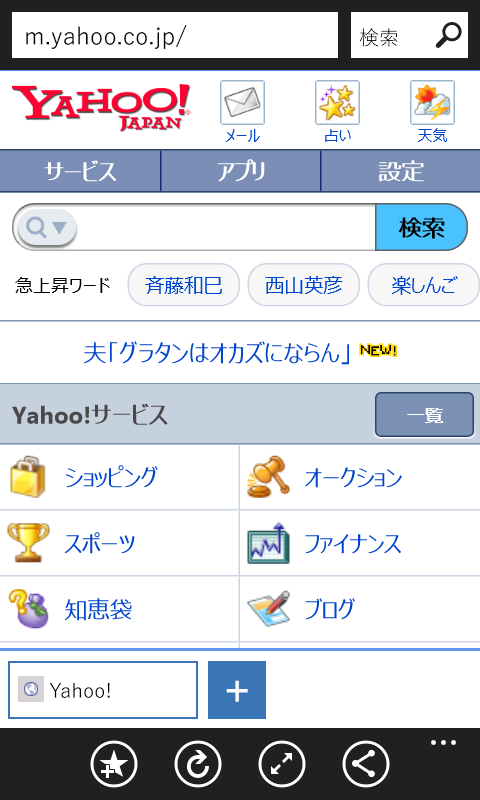 m.yahoo.co.jp/
検索
YAHOO! JAPAN
メール 占い 天気
サービス アプリ 設定
検索
急上昇ワード 斉藤和巳 西山英彦 楽しんご
夫「グラタンはオカズにならん」 NEW!
Yahoo!サービス 一覧
ショッピング オークション
スポーツ ファイナンス
知恵袋 ブログ
Yahoo!